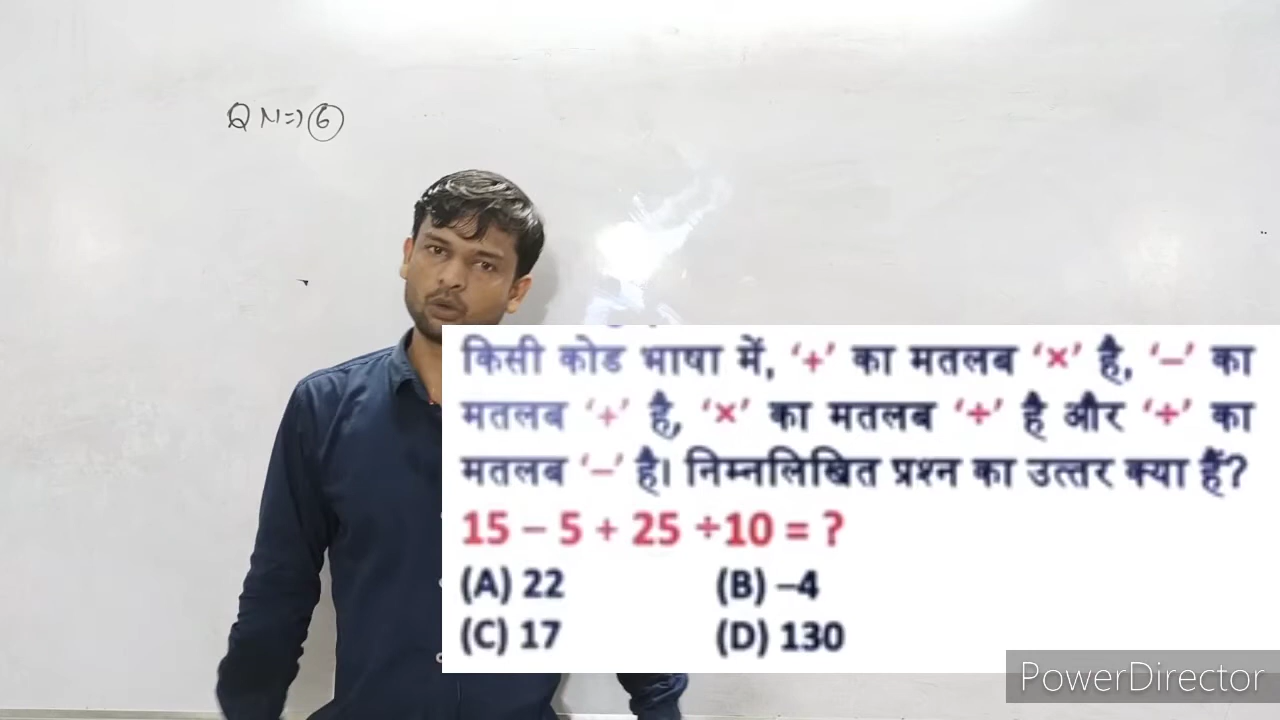 Q N=> 6
किसी कोड भाषा में, ‘+’ का मतलब ‘×’ है, ‘–’ का
मतलब ‘+’ है, ‘×’ का मतलब ‘÷’ है और ‘÷’ का
मतलब ‘–’ है। निम्नलिखित प्रश्न का उत्तर क्या हैं?
15 – 5 + 25 ÷10 = ?
(A) 22 (B) –4
(C) 17 (D) 130
PowerDirector